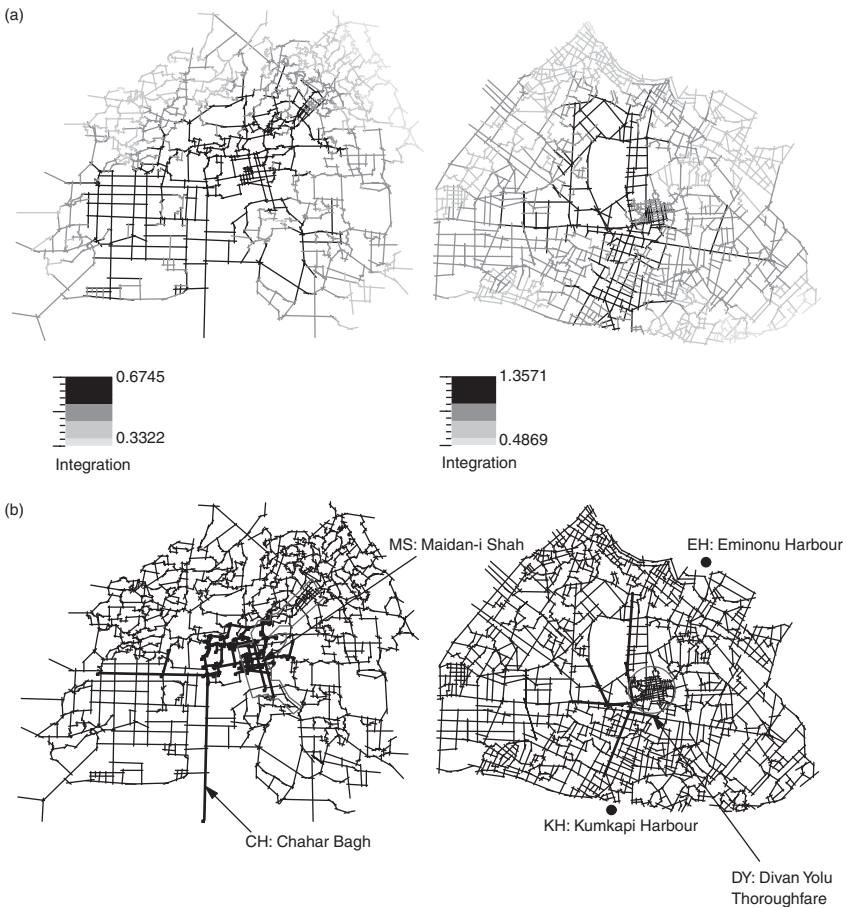 (a)
0.6745
0.3322
Integration
1.3571
0.4869
Integration
(b)
MS: Maidan-i Shah
EH: Eminonu Harbour
CH: Chahar Bagh
KH: Kumkapi Harbour
DY: Divan Yolu
Thoroughfare